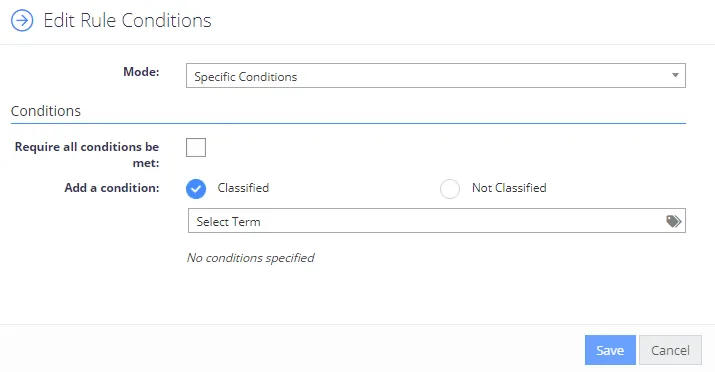 Edit Rule Conditions
Mode: Specific Conditions
Conditions
Require all conditions be
met:
Add a condition: Classified Not Classified
Select Term
No conditions specified
Save Cancel